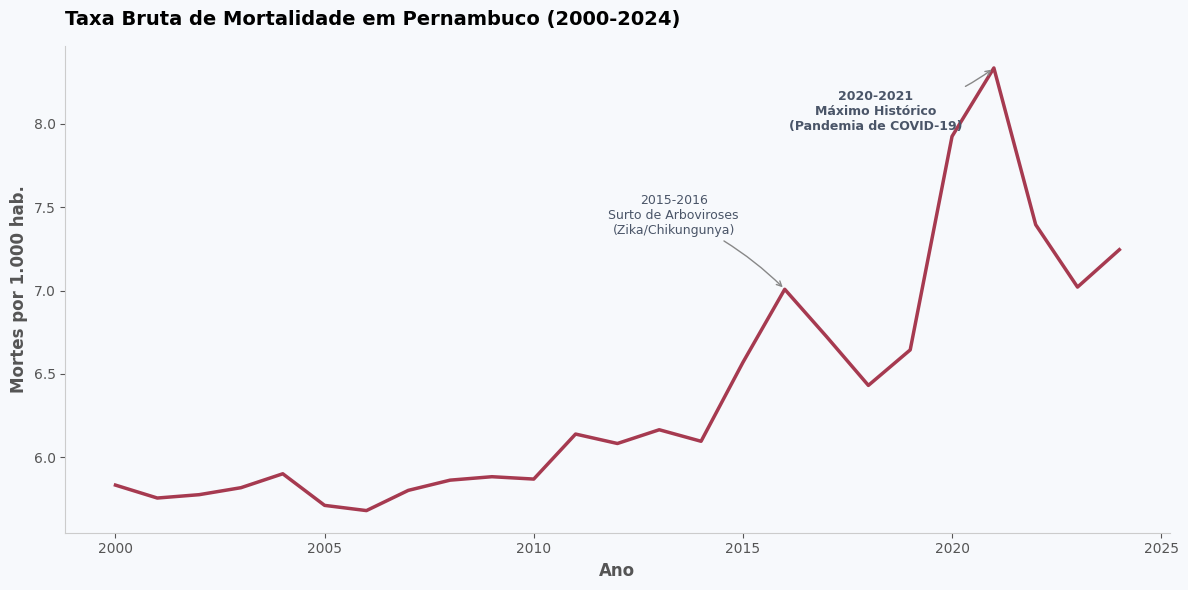 Taxa Bruta de Mortalidade em Pernambuco (2000-2024)
Mortes por 1.000 hab.
8.0
7.5
7.0
6.5
6.0
2020-2021
Máximo Histórico
(Pandemia de COVID-19)
2015-2016
Surto de Arboviroses
(Zika/Chikungunya)
2000
2005
2010
2015
2020
2025
Ano